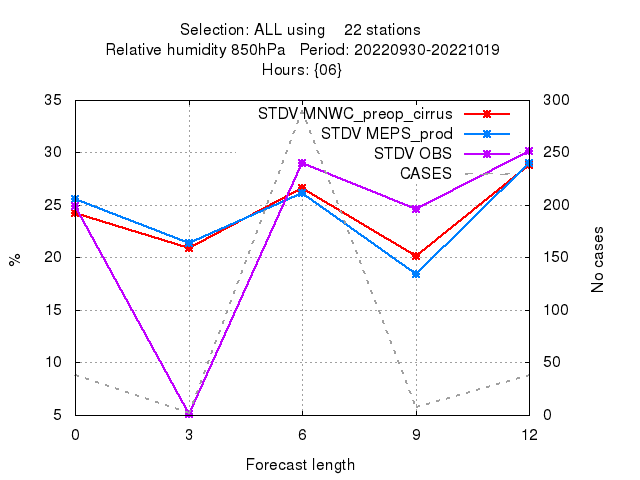 Selection: ALL using    22 stations
Relative humidity 850hPa   Period: 20220930-20221019
Hours: {06}
STDV MNWC_preop_cirrus
STDV MEPS_prod
STDV OBS
CASES
35
30
25
20
15
10
5
%
300
250
200
150
100
50
0
No cases
0 3 6 9 12
Forecast length